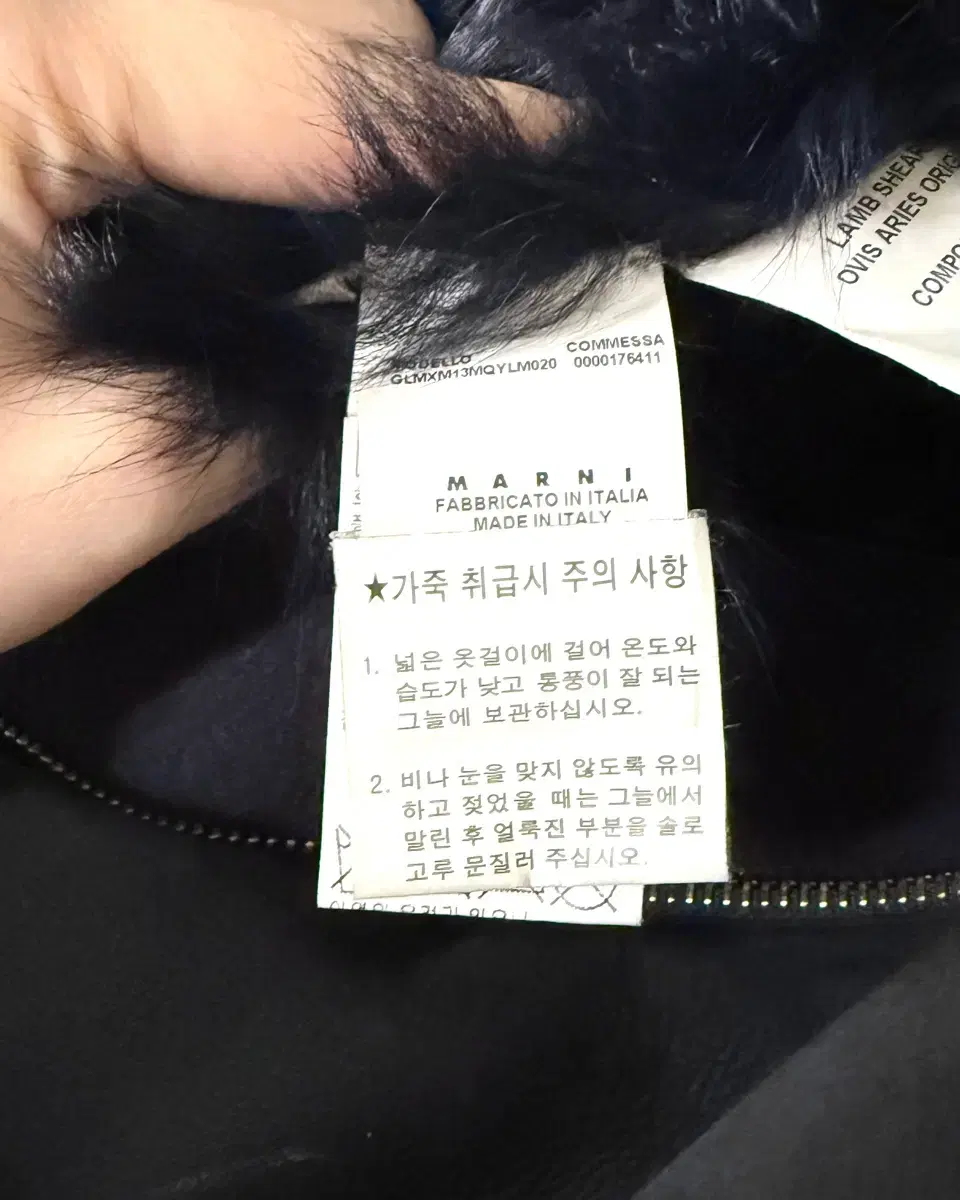 LAMB SHEAR
OVIS ARIES ORIG
COMPO
MODELLO COMMESSA
GLMXM13MQYLM020 0000176411
MARNI
FABBRICATO IN ITALIA
MADE IN ITALY
★가죽 취급시 주의 사항
1. 넓은 옷걸이에 걸어 온도와
습도가 낮고 통풍이 잘 되는
그늘에 보관하십시오.
2. 비나 눈을 맞지 않도록 유의
하고 젖었을 때는 그늘에서
말린 후 얼룩진 부분을 솔로
고루 문질러 주십시오.